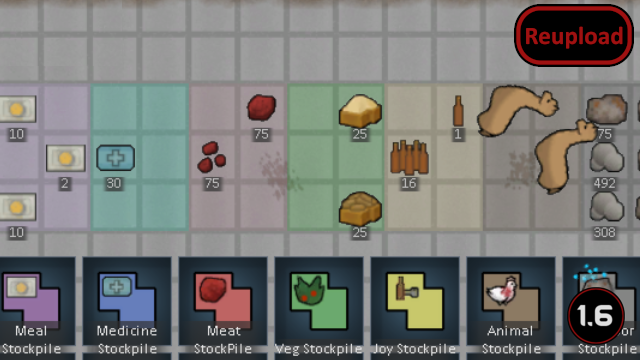 Reupload
10
75
25
1
75
2
30
75
16
492
10
25
308
Meal
Stockpile
Medicine
Stockpile
Meat
StockPile
Veg Stockpile
Joy Stockpile
Animal
Stockpile
or
Stockpile
1.6